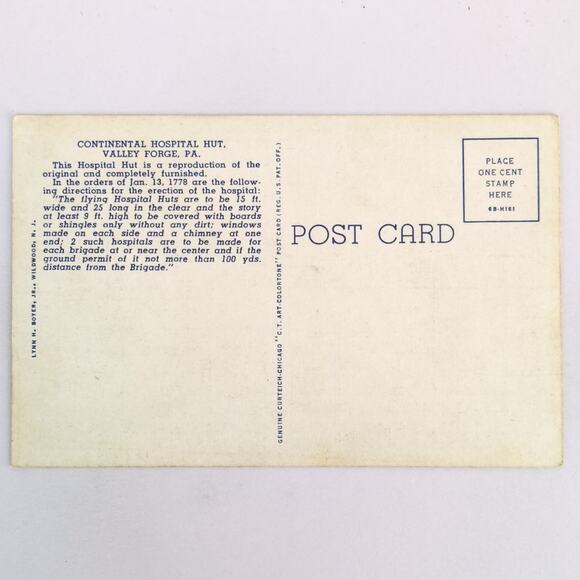 CONTINENTAL HOSPITAL HUT,
VALLEY FORGE, PA.
This Hospital Hut is a reproduction of the
original and completely furnished.
In the orders of Jan. 13, 1778 are the follow-
ing directions for the erection of the hospital:
"The flying Hospital Huts are to be 15 ft.
wide and 25 long in the clear and the story
at least 9 ft. high to be covered with boards
or shingles only without any dirt; windows
made on each side and a chimney at one
end; 2 such hospitals are to be made for
each brigade at or near the center and if the
ground permit of it not more than 100 yds.
distance from the Brigade."
LYNN H. BOYER, JR., WILDWOOD, N. J.
GENUINE CURTEICH-CHICAGO "C.T. ART-COLORTONE" POST CARD (REG. U.S. PAT. OFF.)
POST CARD
PLACE
ONE CENT
STAMP
HERE
6B-H161